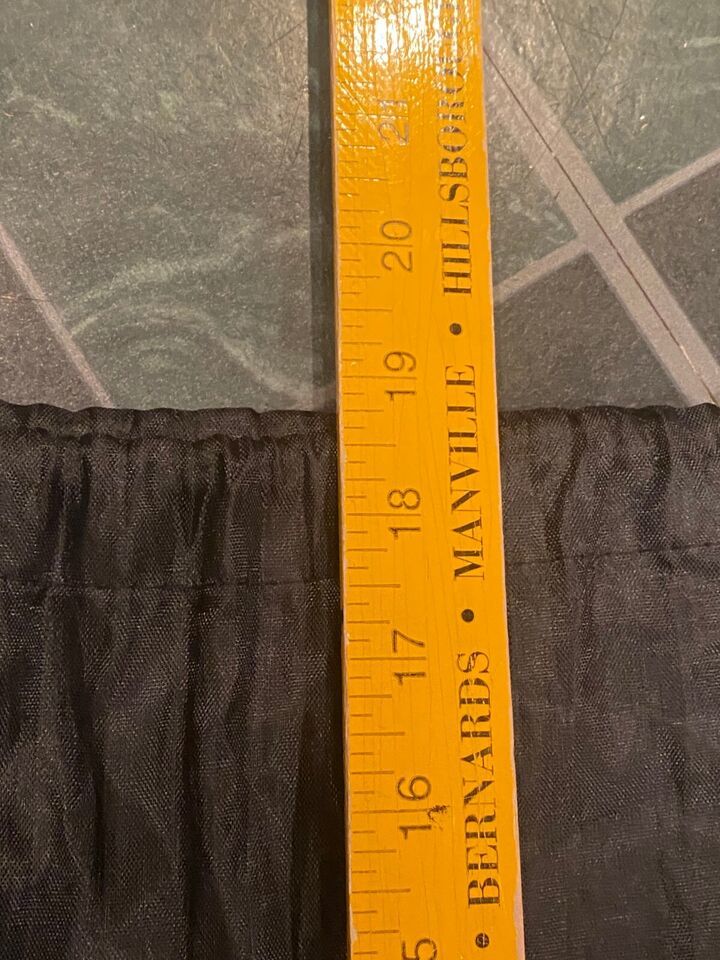 15 16 17 18 19 20 21
• BERNARDS • MANVILLE • HILLSBOROUGH